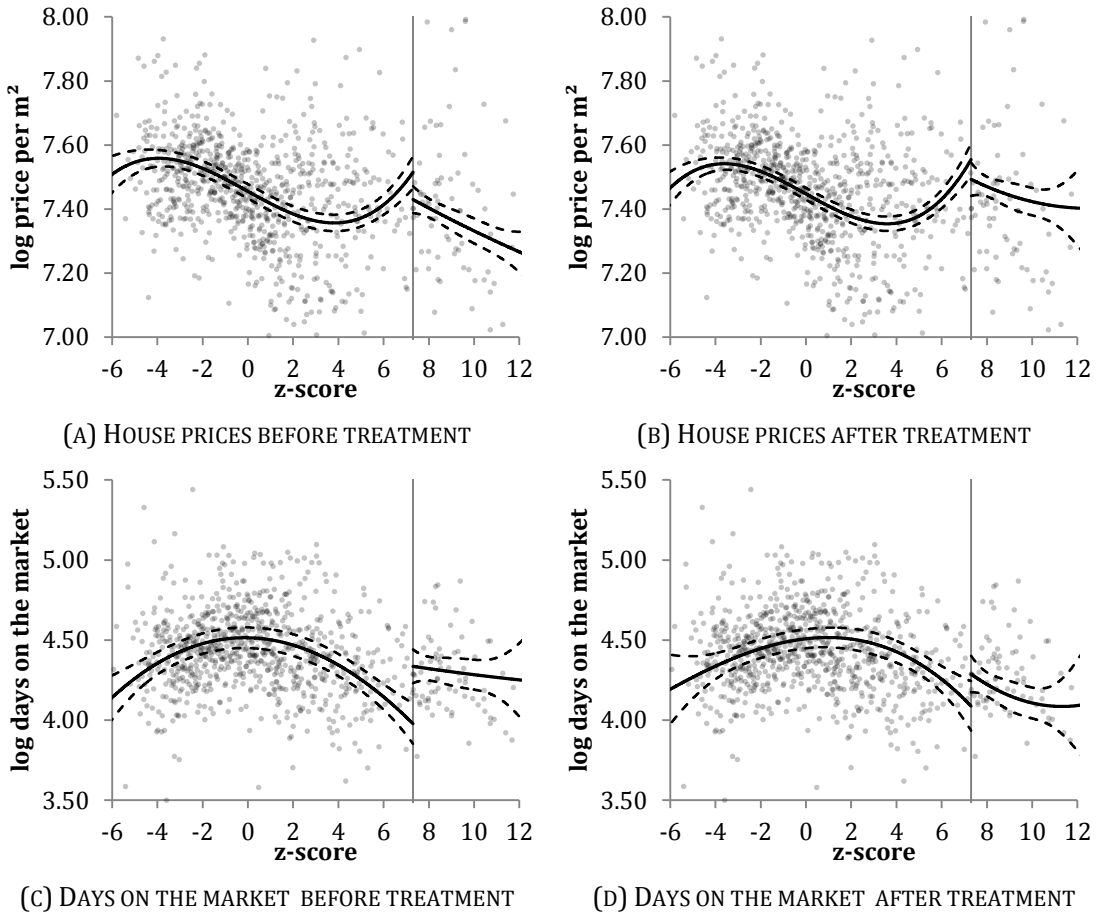 8.00
7.80
7.60
7.40
7.20
7.00
log price per m²
-6 -4 -2 0 2 4 6 8 10 12
z-score
(A) HOUSE PRICES BEFORE TREATMENT
8.00
7.80
7.60
7.40
7.20
7.00
log price per m²
-6 -4 -2 0 2 4 6 8 10 12
z-score
(B) HOUSE PRICES AFTER TREATMENT
5.50
5.00
4.50
4.00
3.50
log days on the market
-6 -4 -2 0 2 4 6 8 10 12
z-score
(C) DAYS ON THE MARKET BEFORE TREATMENT
5.50
5.00
4.50
4.00
3.50
log days on the market
-6 -4 -2 0 2 4 6 8 10 12
z-score
(D) DAYS ON THE MARKET AFTER TREATMENT